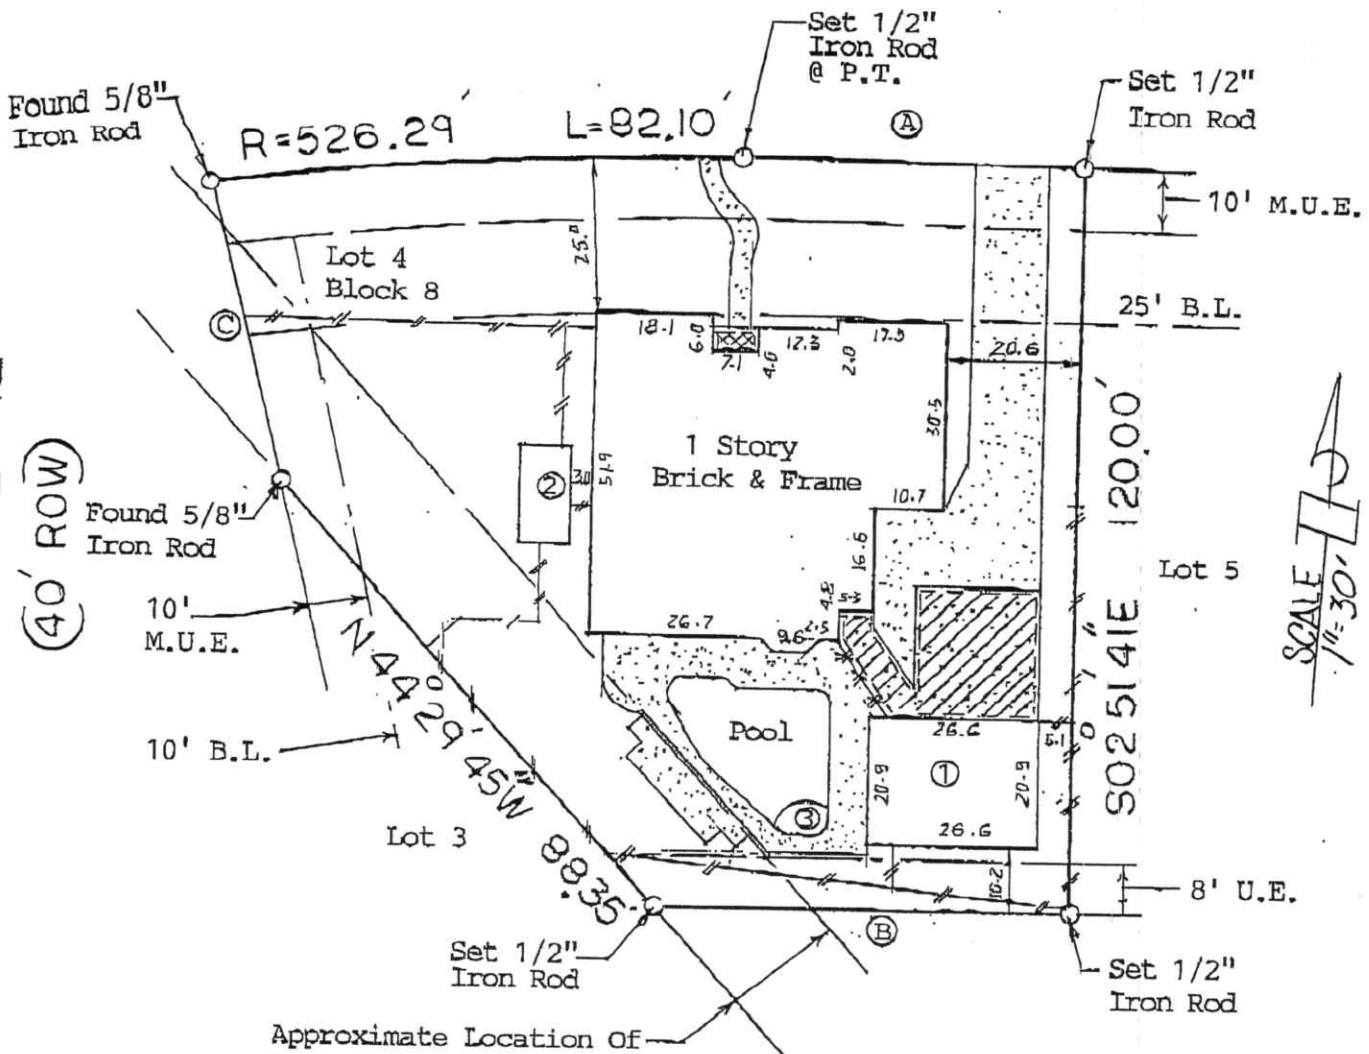 Set 1/2"
Iron Rod
@ P.T.
Found 5/8"
Iron Rod
R=526.29'
L=82.10'
A
Set 1/2"
Iron Rod
10' M.U.E.
Lot 4
Block 8
25.0
C
25' B.L.
18.1
6.0
7.1
4.0
12.3
2.0
20.6
30.5
1 Story
Brick & Frame
51.9
2
3.0
10.7
16.6
(40' ROW)
Found 5/8"
Iron Rod
10'
M.U.E.
10' B.L.
N 44° 29' 45" W 88.35'
26.7
9.6
2.5
4.8
5.3
Pool
3
26.6
5.1
20.9
1
20.9
26.6
10.2
S 02° 51' 41" E 120.00'
Lot 5
SCALE
1"=30'
Lot 3
8' U.E.
B
Set 1/2"
Iron Rod
Set 1/2"
Iron Rod
Approximate Location Of